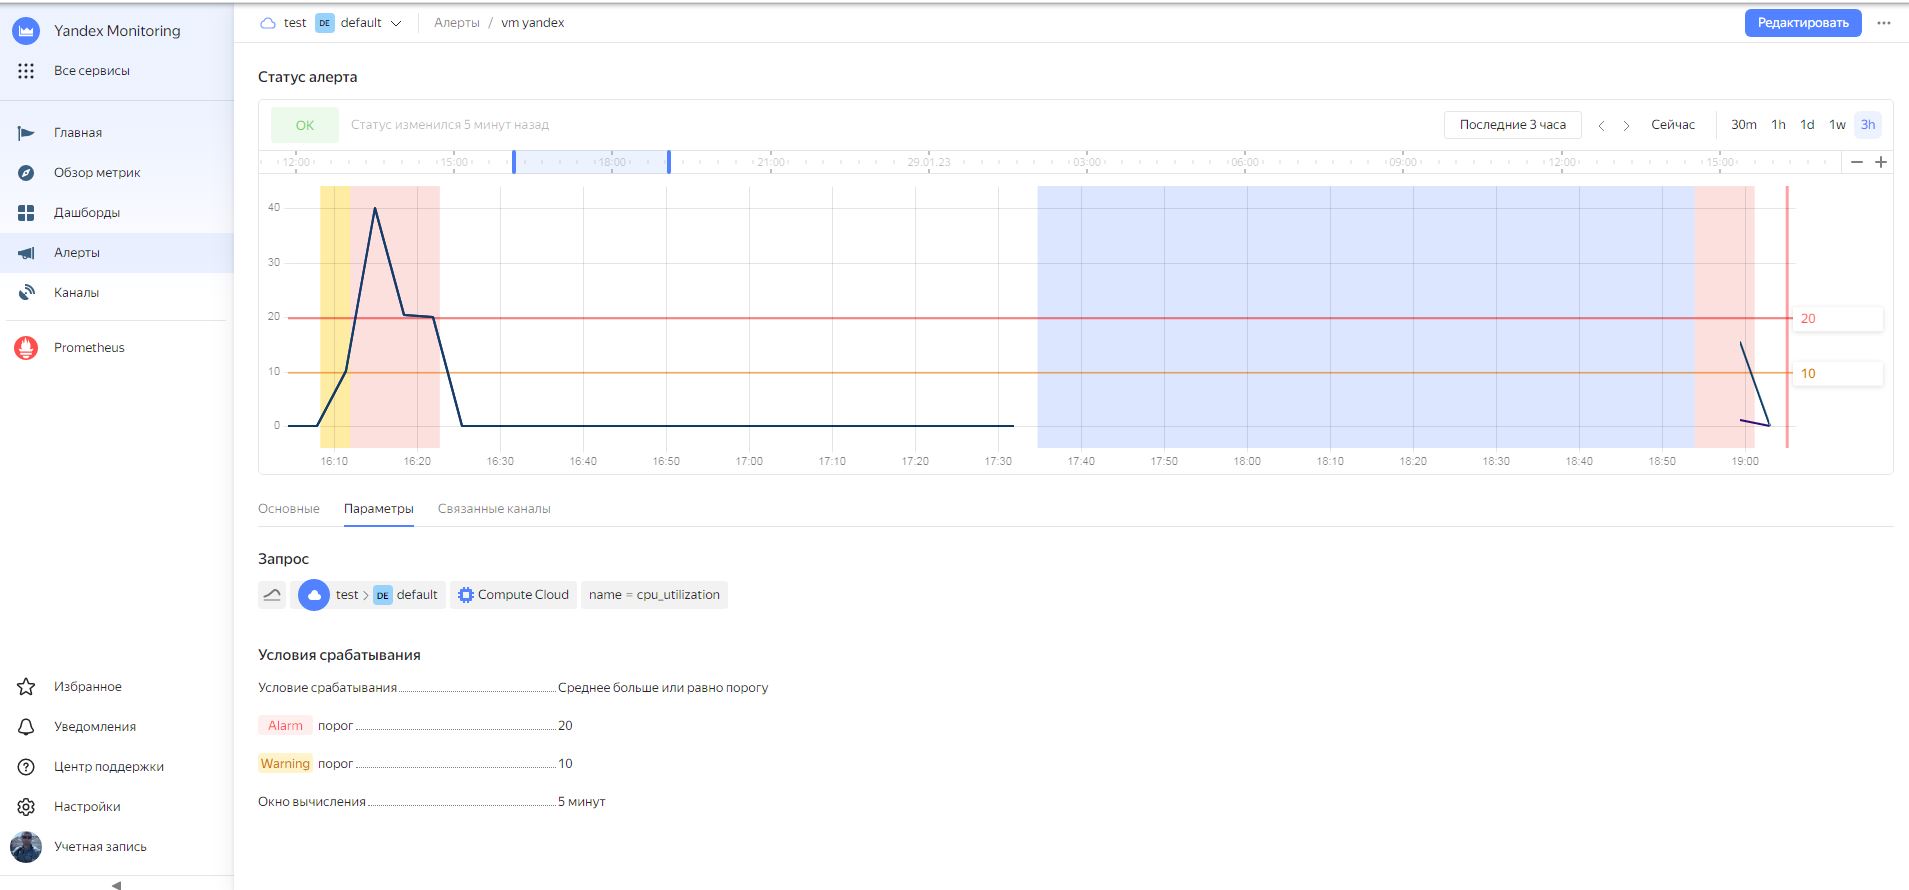 Yandex Monitoring
Все сервисы
Главная
Обзор метрик
Дашборды
Алерты
Каналы
Prometheus
Избранное
Уведомления
Центр поддержки
Настройки
Учетная запись
test DE default Алерты / vm yandex Редактировать
Статус алерта
OK Статус изменился 5 минут назад Последние 3 часа Сейчас 30m 1h 1d 1w 3h
12:00 15:00 18:00 21:00 29.01.23 03:00 06:00 09:00 12:00 15:00
40
30
20 20
10 10
0
16:10 16:20 16:30 16:40 16:50 17:00 17:10 17:20 17:30 17:40 17:50 18:00 18:10 18:20 18:30 18:40 18:50 19:00
Основные Параметры Связанные каналы
Запрос
test > DE default Compute Cloud name = cpu_utilization
Условия срабатывания
Условие срабатывания Среднее больше или равно порогу
Alarm порог 20
Warning порог 10
Окно вычисления 5 минут